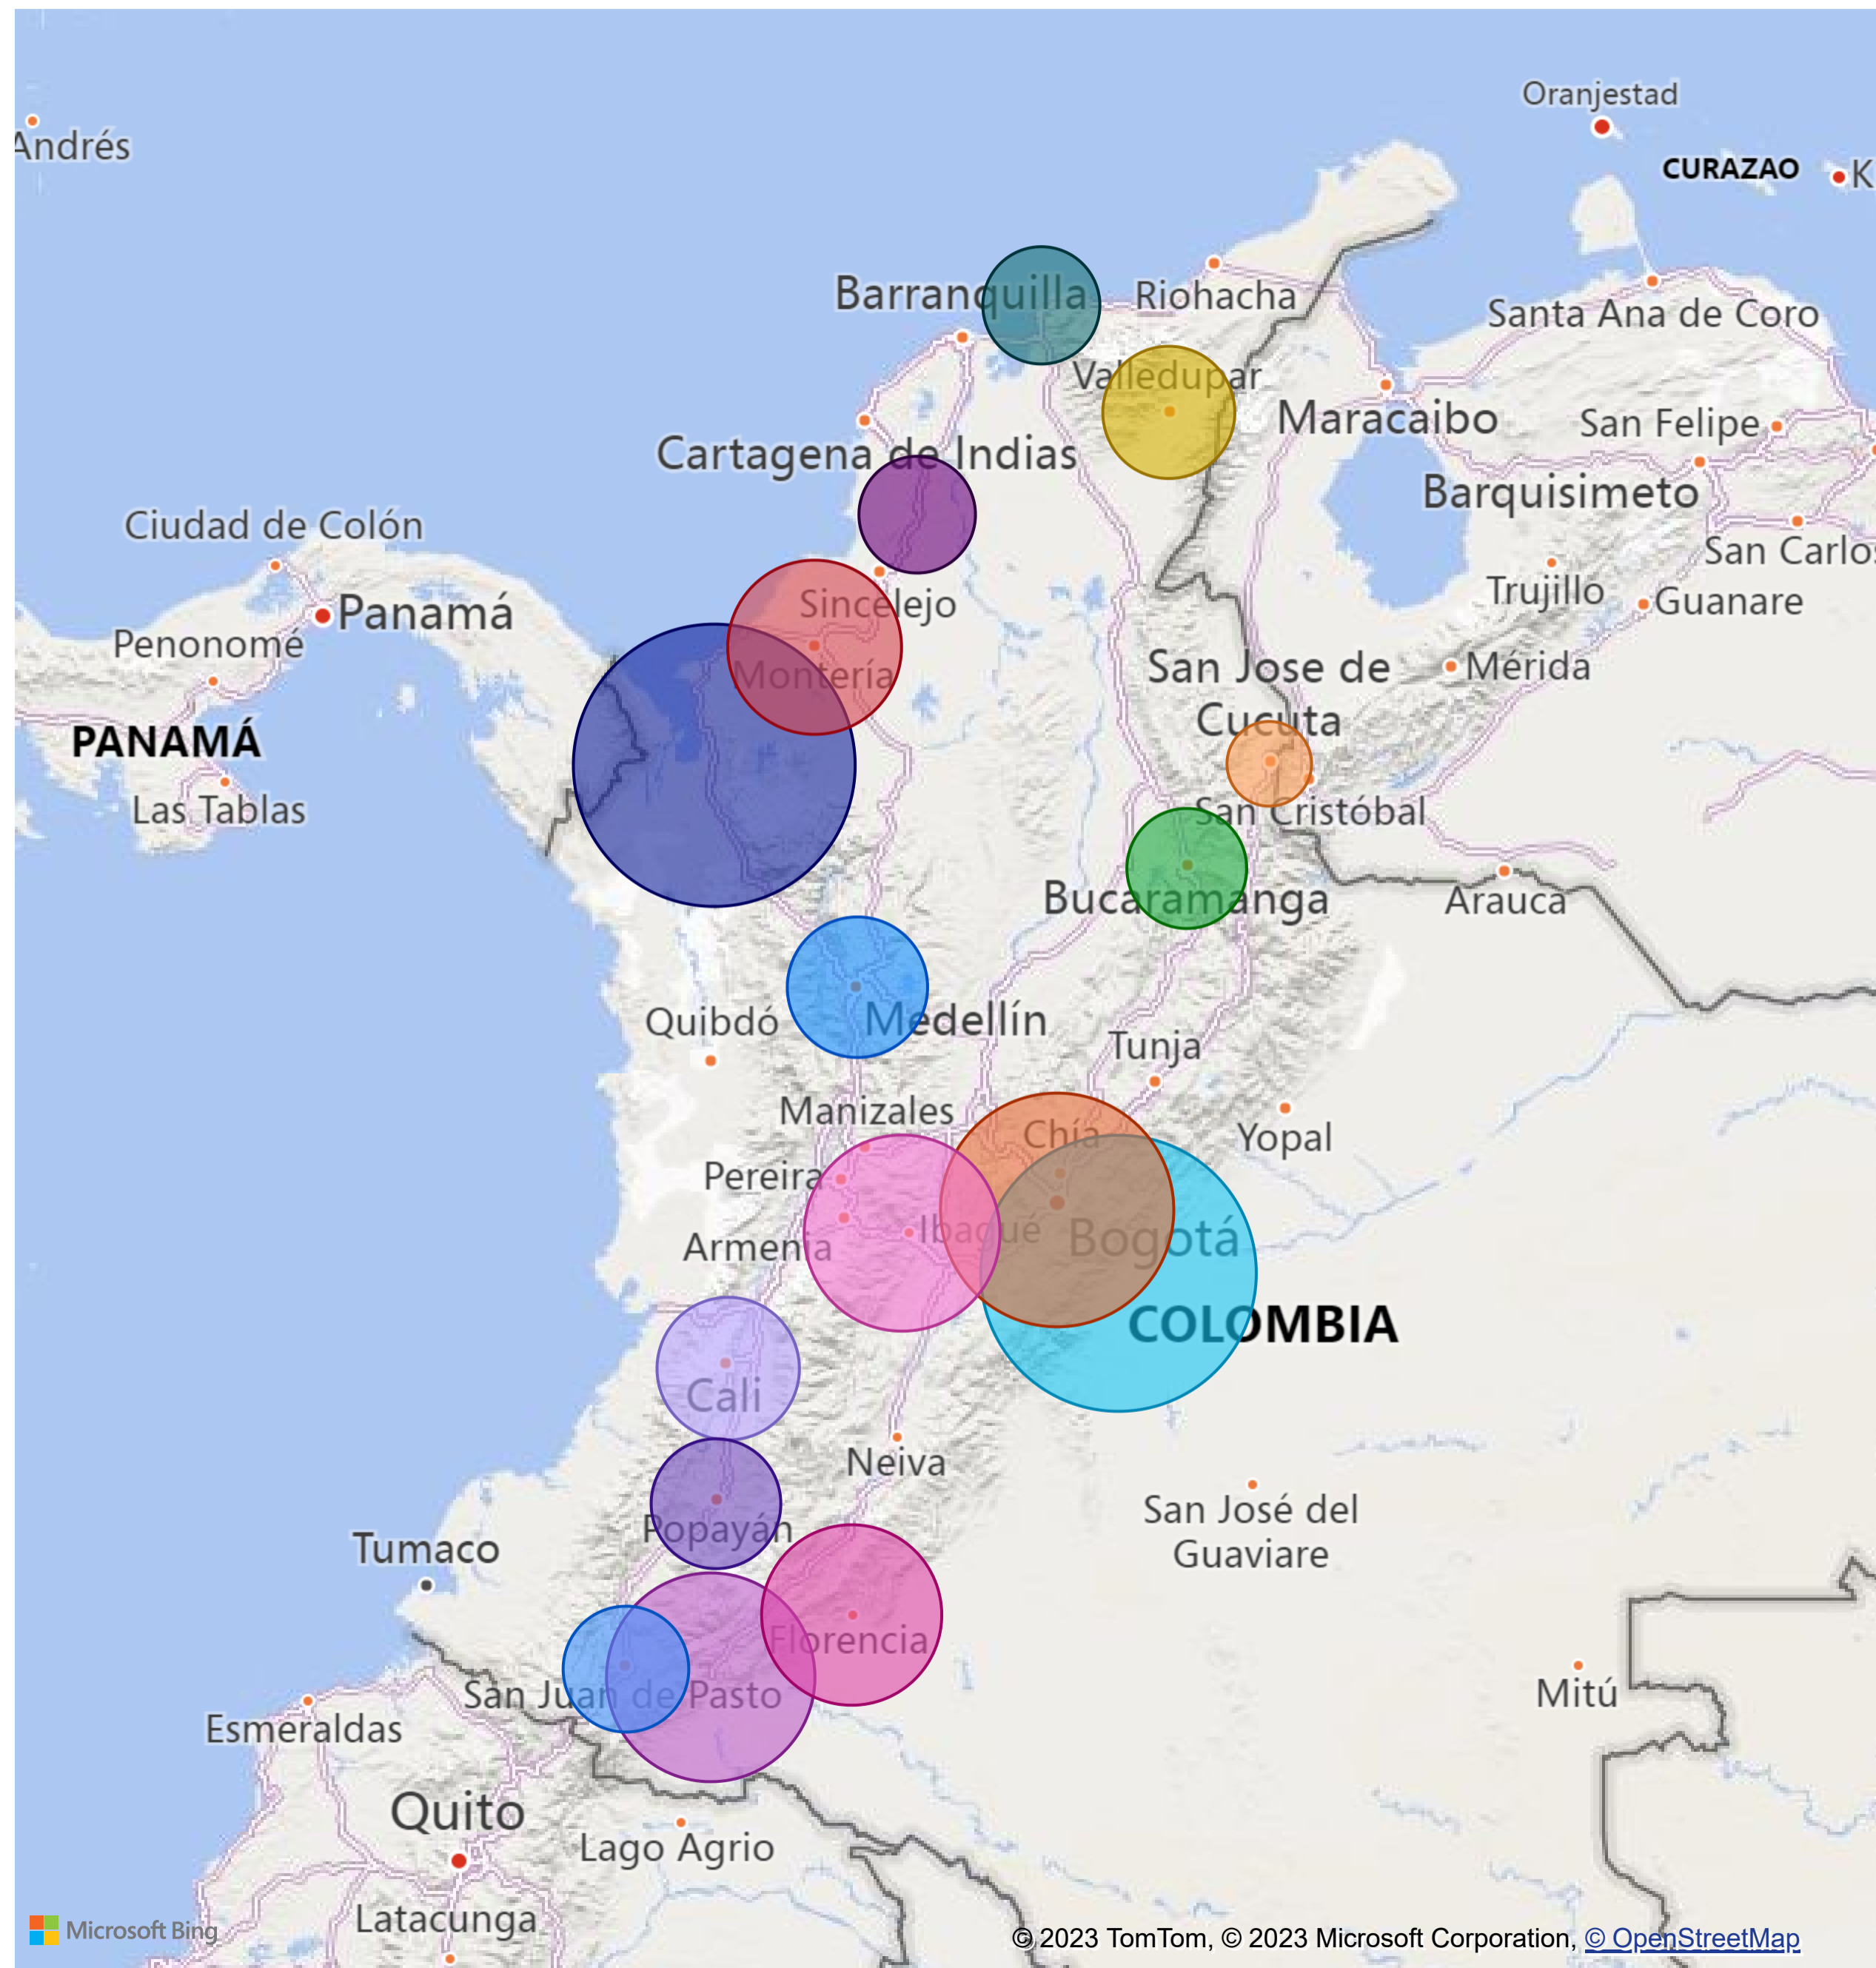 Oranjestad
Andrés
CURAZAO
K
Barranquilla
Riohacha
Santa Ana de Coro
Valledupar
Maracaibo
San Felipe
Cartagena de Indias
Barquisimeto
Ciudad de Colón
San Carlos
Trujillo
Guanare
Sincelejo
Panamá
Penonomé
Montería
San Jose de
Cucuta
Mérida
PANAMÁ
Las Tablas
San Cristóbal
Bucaramanga
Arauca
Quibdó
Medellín
Tunja
Manizales
Chía
Yopal
Pereira
Ibagué
Bogotá
Armenia
COLOMBIA
Cali
Neiva
San José del
Guaviare
Popayán
Tumaco
Florencia
San Juan de Pasto
Mitú
Esmeraldas
Quito
Lago Agrio
Latacunga
Microsoft Bing
© 2023 TomTom, © 2023 Microsoft Corporation, © OpenStreetMap